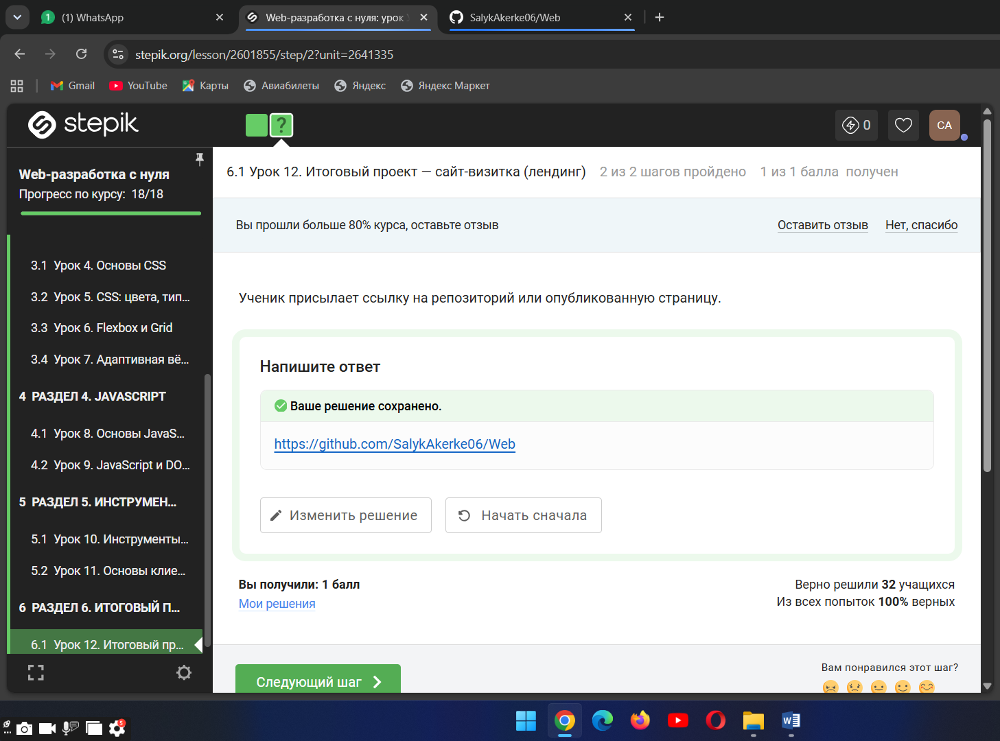 1
(1) WhatsApp
Web-разработка с нуля: урок
SalykAkerke06/Web
stepik.org/lesson/2601855/step/2?unit=2641335
Gmail
YouTube
Карты
Авиабилеты
Яндекс
Яндекс Маркет
stepik
?
0
CA
Web-разработка с нуля
Прогресс по курсу: 18/18
3.1 Урок 4. Основы CSS
3.2 Урок 5. CSS: цвета, тип...
3.3 Урок 6. Flexbox и Grid
3.4 Урок 7. Адаптивная вё...
4 РАЗДЕЛ 4. JAVASCRIPT
4.1 Урок 8. Основы JavaS...
4.2 Урок 9. JavaScript и DO...
5 РАЗДЕЛ 5. ИНСТРУМЕН...
5.1 Урок 10. Инструменты...
5.2 Урок 11. Основы клие...
6 РАЗДЕЛ 6. ИТОГОВЫЙ П...
6.1 Урок 12. Итоговый пр...
6.1 Урок 12. Итоговый проект — сайт-визитка (лендинг) 2 из 2 шагов пройдено 1 из 1 балла получен
Вы прошли больше 80% курса, оставьте отзыв
Оставить отзыв
Нет, спасибо
Ученик присылает ссылку на репозиторий или опубликованную страницу.
Напишите ответ
Ваше решение сохранено.
https://github.com/SalykAkerke06/Web
Изменить решение
Начать сначала
Вы получили: 1 балл
Мои решения
Верно решили 32 учащихся
Из всех попыток 100% верных
Следующий шаг
Вам понравился этот шаг?
5
W